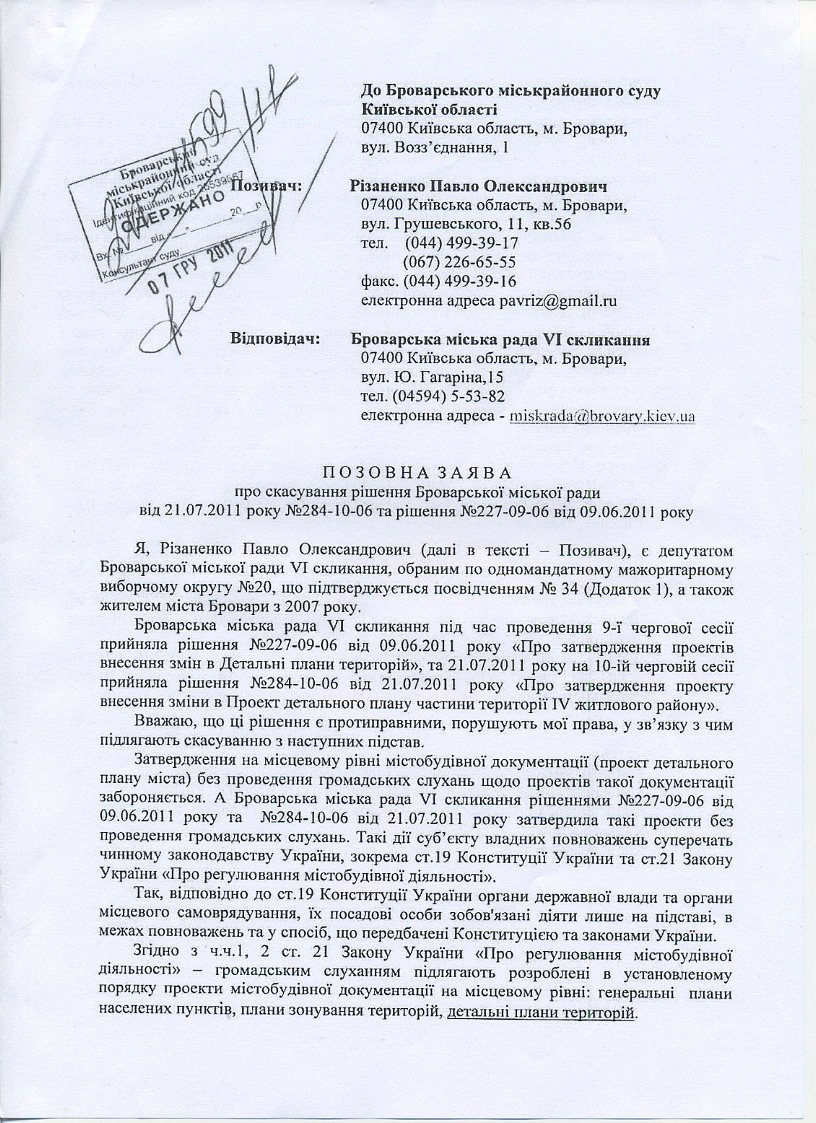 До Броварського міськрайонного суду
Київської області
07400 Київська область, м. Бровари,
вул. Возз’єднання, 1
Броварський
міськрайонний суд
Київської області
Ідентифікаційний код
ОДЕРЖАНО
Вх. № від 20 р.
Консультант суду
07 ГРУ 2011
Позивач: Різаненко Павло Олександрович
07400 Київська область, м. Бровари,
вул. Грушевського, 11, кв.56
тел. (044) 499-39-17
(067) 226-65-55
факс. (044) 499-39-16
електронна адреса pavriz@gmail.ru
Відповідач: Броварська міська рада VI скликання
07400 Київська область, м. Бровари,
вул. Ю. Гагаріна,15
тел. (04594) 5-53-82
електронна адреса - miskrada@brovary.kiev.ua
П О З О В Н А З А Я В А
про скасування рішення Броварської міської ради
від 21.07.2011 року №284-10-06 та рішення №227-09-06 від 09.06.2011 року
Я, Різаненко Павло Олександрович (далі в тексті – Позивач), є депутатом
Броварської міської ради VI скликання, обраним по одномандатному мажоритарному
виборчому округу №20, що підтверджується посвідченням № 34 (Додаток 1), а також
жителем міста Бровари з 2007 року.
Броварська міська рада VI скликання під час проведення 9-ї чергової сесії
прийняла рішення №227-09-06 від 09.06.2011 року «Про затвердження проектів
внесення змін в Детальні плани територій», та 21.07.2011 року на 10-ій черговій сесії
прийняла рішення №284-10-06 від 21.07.2011 року «Про затвердження проекту
внесення зміни в Проект детального плану частини території IV житлового району».
Вважаю, що ці рішення є протиправними, порушують мої права, у зв’язку з чим
підлягають скасуванню з наступних підстав.
Затвердження на місцевому рівні містобудівної документації (проект детального
плану міста) без проведення громадських слухань щодо проектів такої документації
забороняється. А Броварська міська рада VI скликання рішеннями №227-09-06 від
09.06.2011 року та №284-10-06 від 21.07.2011 року затвердила такі проекти без
проведення громадських слухань. Такі дії суб’єкту владних повноважень суперечать
чинному законодавству України, зокрема ст.19 Конституції України та ст.21 Закону
України «Про регулювання містобудівної діяльності».
Так, відповідно до ст.19 Конституції України органи державної влади та органи
місцевого самоврядування, їх посадові особи зобов'язані діяти лише на підставі, в
межах повноважень та у спосіб, що передбачені Конституцією та законами України.
Згідно з ч.ч.1, 2 ст. 21 Закону України «Про регулювання містобудівної
діяльності» – громадським слуханням підлягають розроблені в установленому
порядку проекти містобудівної документації на місцевому рівні: генеральні плани
населених пунктів, плани зонування територій, детальні плани територій.